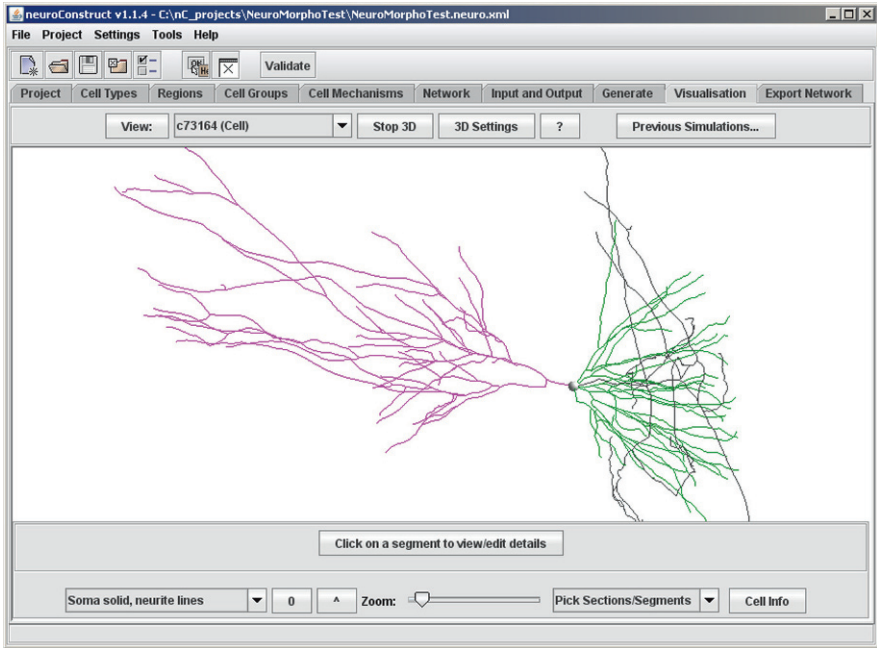 neuroConstruct v1.1.4 - C:\nC_projects\NeuroMorphoTest\NeuroMorphoTest.neuro.xml
File Project Settings Tools Help
Validate
Project Cell Types Regions Cell Groups Cell Mechanisms Network Input and Output Generate Visualisation Export Network
View: c73164 (Cell) Stop 3D 3D Settings ? Previous Simulations...
Click on a segment to view/edit details
Soma solid, neurite lines 0 ^ Zoom: Pick Sections/Segments Cell Info